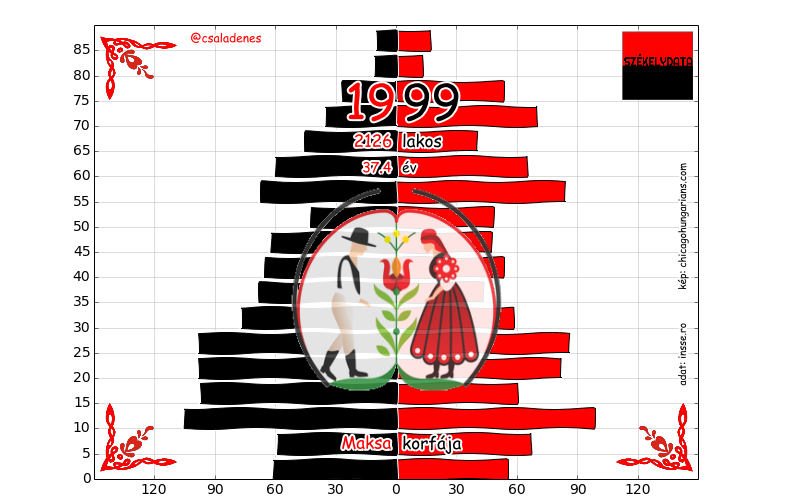 @csaladenes
SZÉKELYDATA
1999
2126 lakos
37.4 év
kép: chicagohungarians.com
adat: insse.ro
Maksa korfája
85
80
75
70
65
60
55
50
45
40
35
30
25
20
15
10
5
0
120 90 60 30 0 30 60 90 120